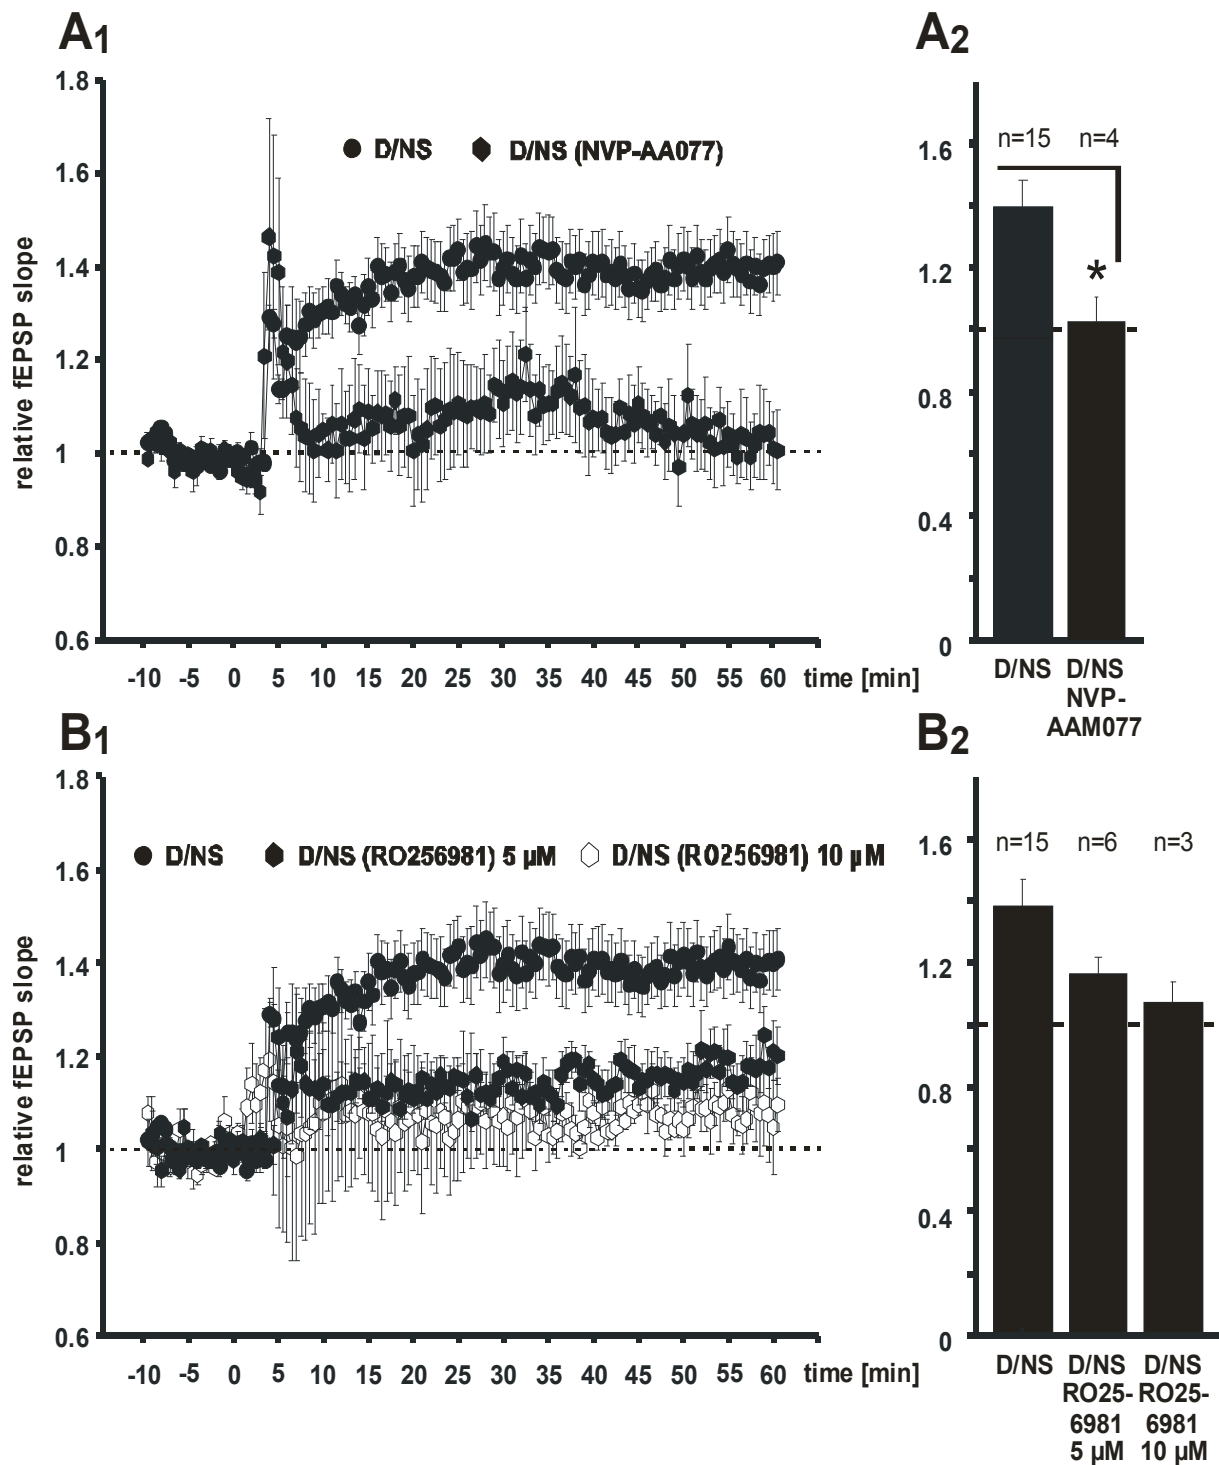 A1
1.8
1.6
1.4
1.2
1
0.8
0.6
relative fEPSP slope
D/NS D/NS (NVP-AA077)
-10 -5 0 5 10 15 20 25 30 35 40 45 50 55 60 time [min]
A2
1.6
1.2
0.8
0.4
0
n=15 n=4
*
D/NS D/NS
NVP-
AAM077
B1
1.8
1.6
1.4
1.2
1
0.8
0.6
relative fEPSP slope
D/NS D/NS (RO256981) 5 µM D/NS (RO256981) 10 µM
-10 -5 0 5 10 15 20 25 30 35 40 45 50 55 60 time [min]
B2
1.6
1.2
0.8
0.4
0
n=15 n=6 n=3
D/NS D/NS D/NS
RO25- RO25-
6981 6981
5 µM 10 µM